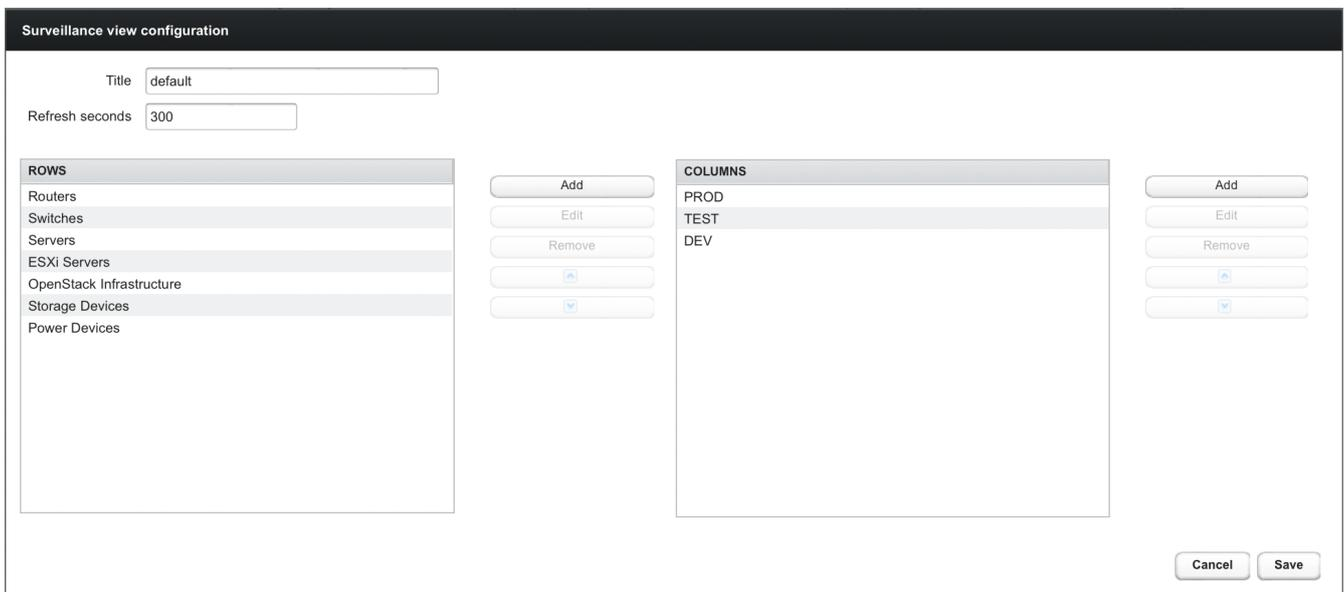 Surveillance view configuration
Title default
Refresh seconds 300
ROWS
Routers
Switches
Servers
ESXi Servers
OpenStack Infrastructure
Storage Devices
Power Devices
Add
Edit
Remove
COLUMNS
PROD
TEST
DEV
Add
Edit
Remove
Cancel Save